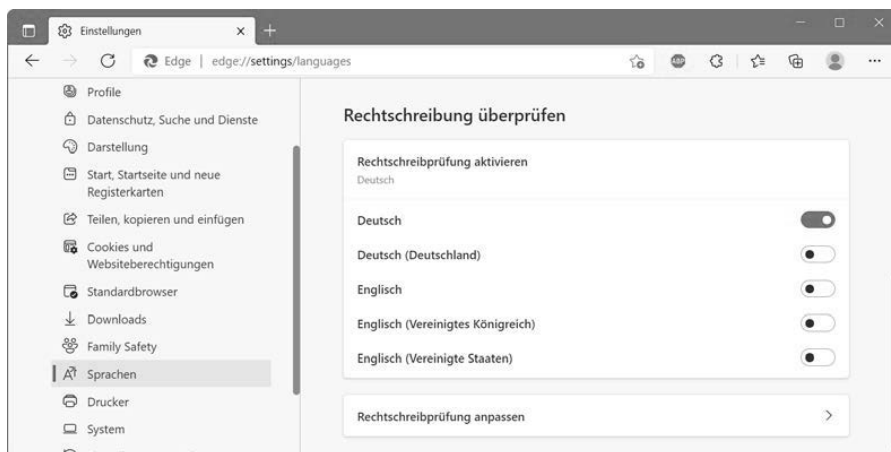 Einstellungen
Edge | edge://settings/languages
ABP
Profile
Datenschutz, Suche und Dienste
Darstellung
Start, Startseite und neue
Registerkarten
Teilen, kopieren und einfügen
Cookies und
Websiteberechtigungen
Standardbrowser
Downloads
Family Safety
Sprachen
Drucker
System
Rechtschreibung überprüfen
Rechtschreibprüfung aktivieren
Deutsch
Deutsch
Deutsch (Deutschland)
Englisch
Englisch (Vereinigtes Königreich)
Englisch (Vereinigte Staaten)
Rechtschreibprüfung anpassen